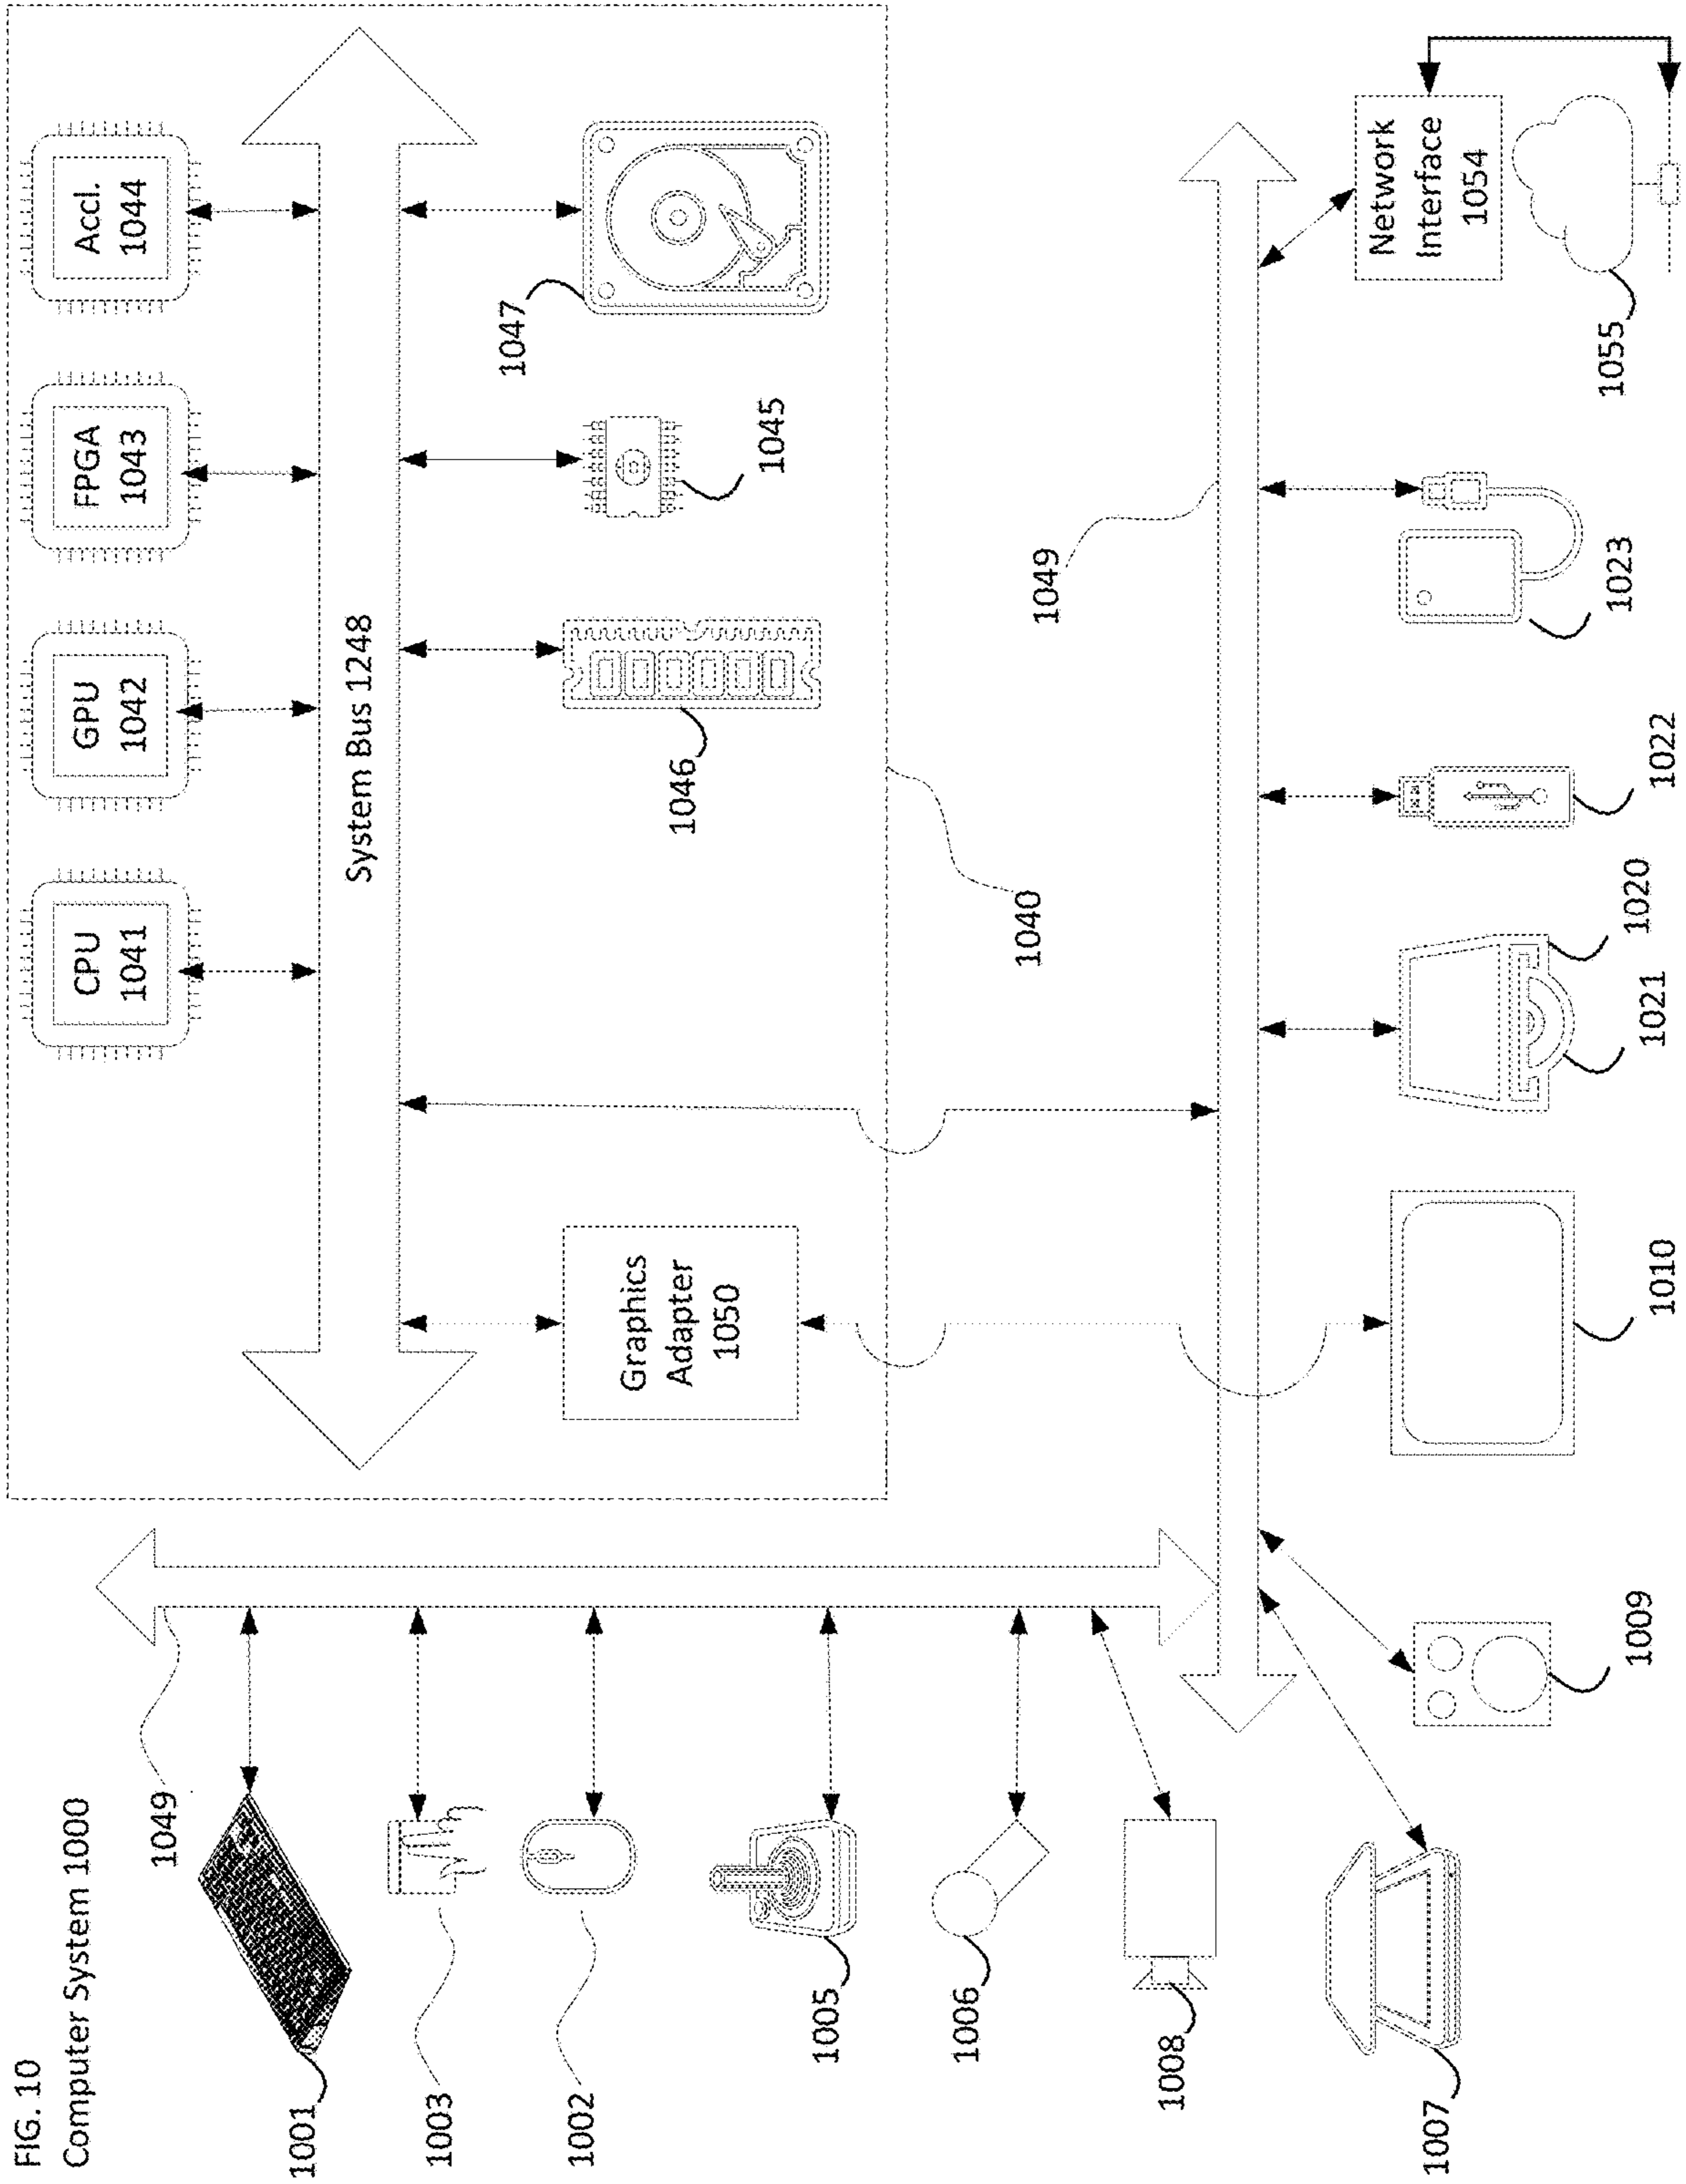 FIG. 10
Computer System 1000
1001
1049
1003
1002
1005
1006
1008
1007
CPU
1041
GPU
1042
FPGA
1043
Accl.
1044
System Bus 1248
Graphics
Adapter
1050
1046
1045
1047
1040
1049
1009
1010
1021
1020
1022
1023
Network
Interface
1054
1055